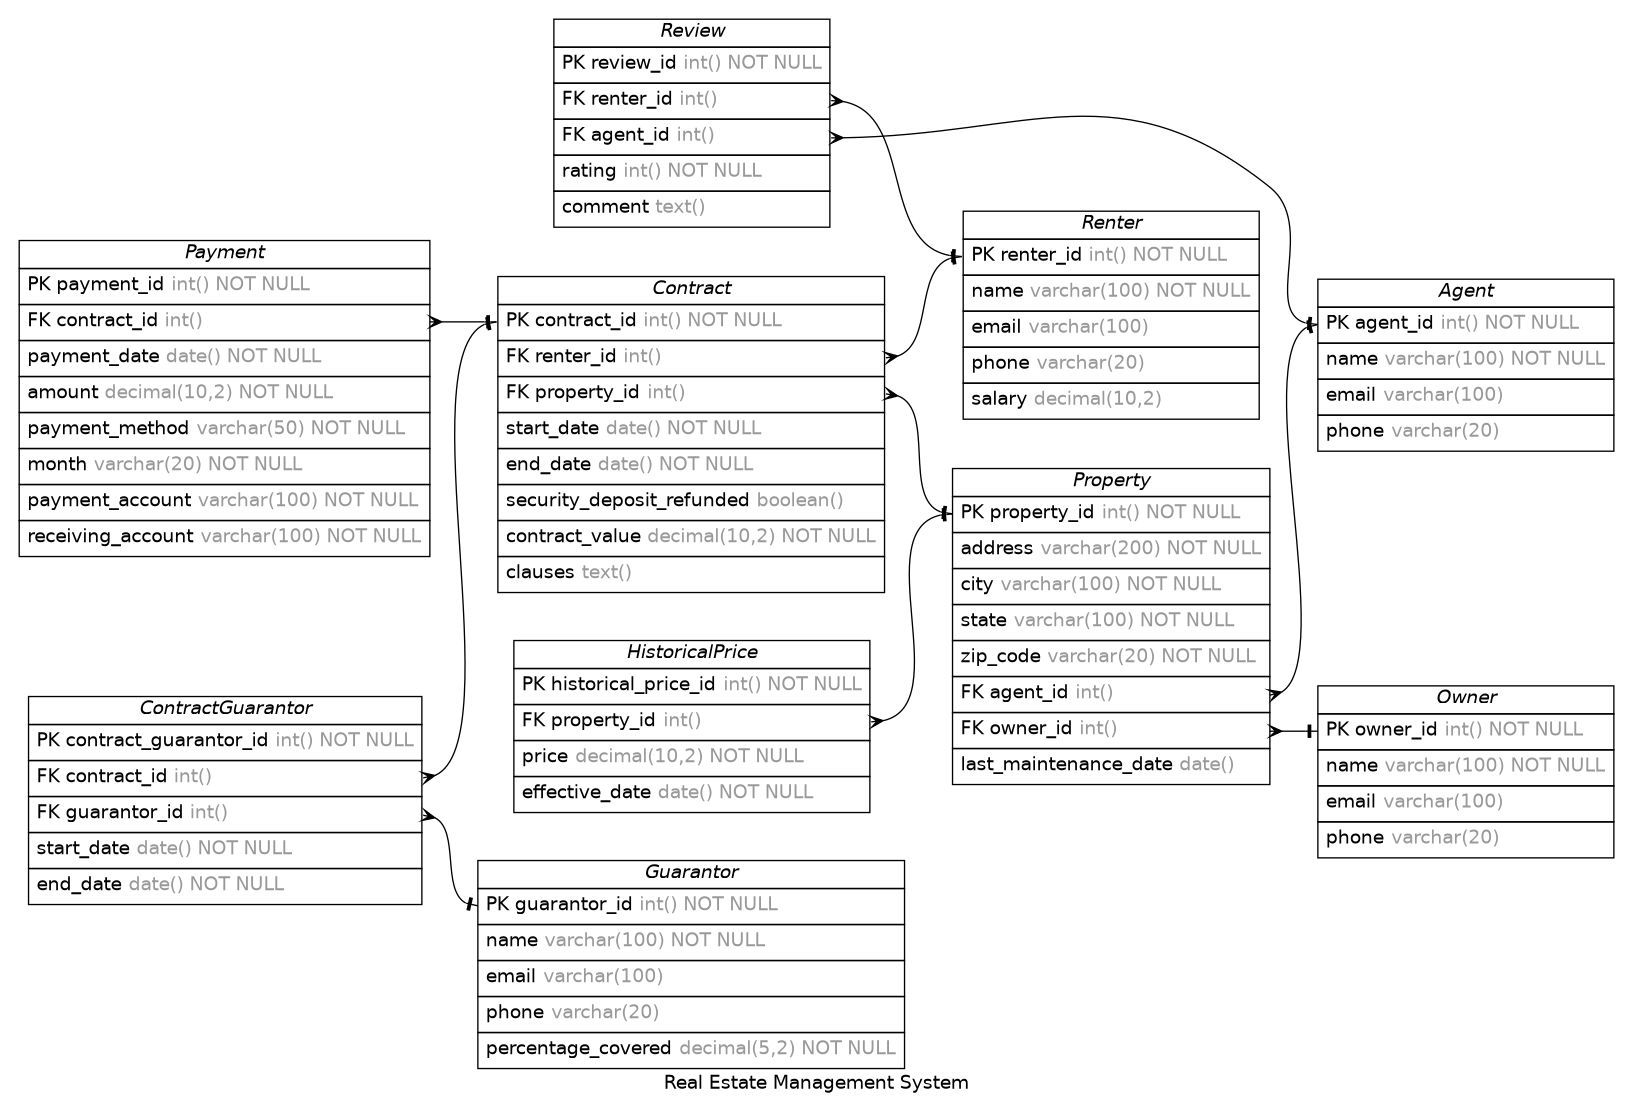 Review
PK review_id int() NOT NULL
FK renter_id int()
FK agent_id int()
rating int() NOT NULL
comment text()
Payment
PK payment_id int() NOT NULL
FK contract_id int()
payment_date date() NOT NULL
amount decimal(10,2) NOT NULL
payment_method varchar(50) NOT NULL
month varchar(20) NOT NULL
payment_account varchar(100) NOT NULL
receiving_account varchar(100) NOT NULL
Contract
PK contract_id int() NOT NULL
FK renter_id int()
FK property_id int()
start_date date() NOT NULL
end_date date() NOT NULL
security_deposit_refunded boolean()
contract_value decimal(10,2) NOT NULL
clauses text()
Renter
PK renter_id int() NOT NULL
name varchar(100) NOT NULL
email varchar(100)
phone varchar(20)
salary decimal(10,2)
Agent
PK agent_id int() NOT NULL
name varchar(100) NOT NULL
email varchar(100)
phone varchar(20)
Property
PK property_id int() NOT NULL
address varchar(200) NOT NULL
city varchar(100) NOT NULL
state varchar(100) NOT NULL
zip_code varchar(20) NOT NULL
FK agent_id int()
FK owner_id int()
last_maintenance_date date()
HistoricalPrice
PK historical_price_id int() NOT NULL
FK property_id int()
price decimal(10,2) NOT NULL
effective_date date() NOT NULL
ContractGuarantor
PK contract_guarantor_id int() NOT NULL
FK contract_id int()
FK guarantor_id int()
start_date date() NOT NULL
end_date date() NOT NULL
Owner
PK owner_id int() NOT NULL
name varchar(100) NOT NULL
email varchar(100)
phone varchar(20)
Guarantor
PK guarantor_id int() NOT NULL
name varchar(100) NOT NULL
email varchar(100)
phone varchar(20)
percentage_covered decimal(5,2) NOT NULL
Real Estate Management System